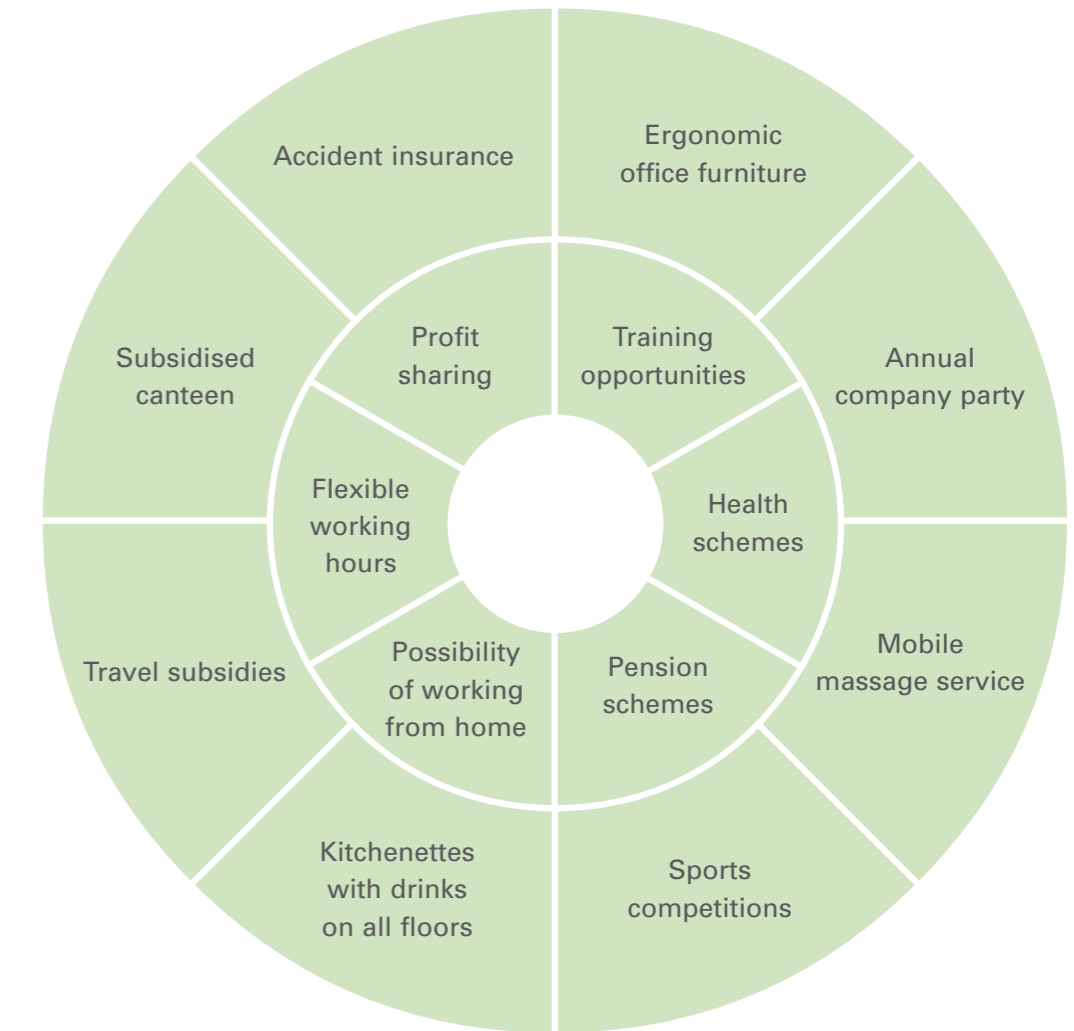 Accident insurance
Ergonomic
office furniture
Annual
company party
Mobile
massage service
Sports
competitions
Kitchenettes
with drinks
on all floors
Travel subsidies
Subsidised
canteen
Profit
sharing
Training
opportunities
Health
schemes
Pension
schemes
Possibility
of working
from home
Flexible
working
hours